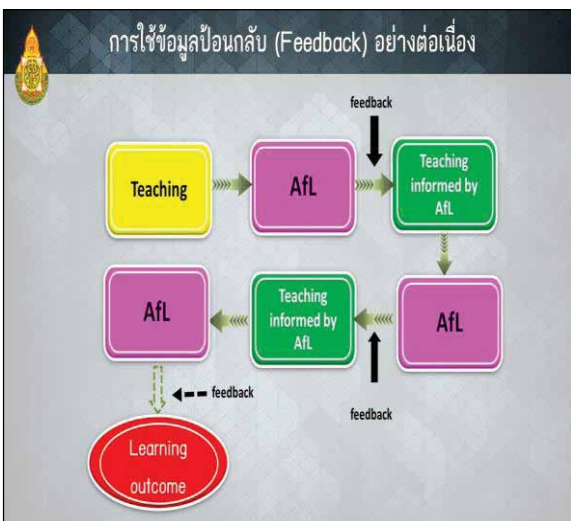 การใช้ข้อมูลป้อนกลับ (Feedback) อย่างต่อเนื่อง
feedback
Teaching
AfL
Teaching
informed by
AfL
AfL
Teaching
informed by
AfL
AfL
feedback
feedback
Learning
outcome